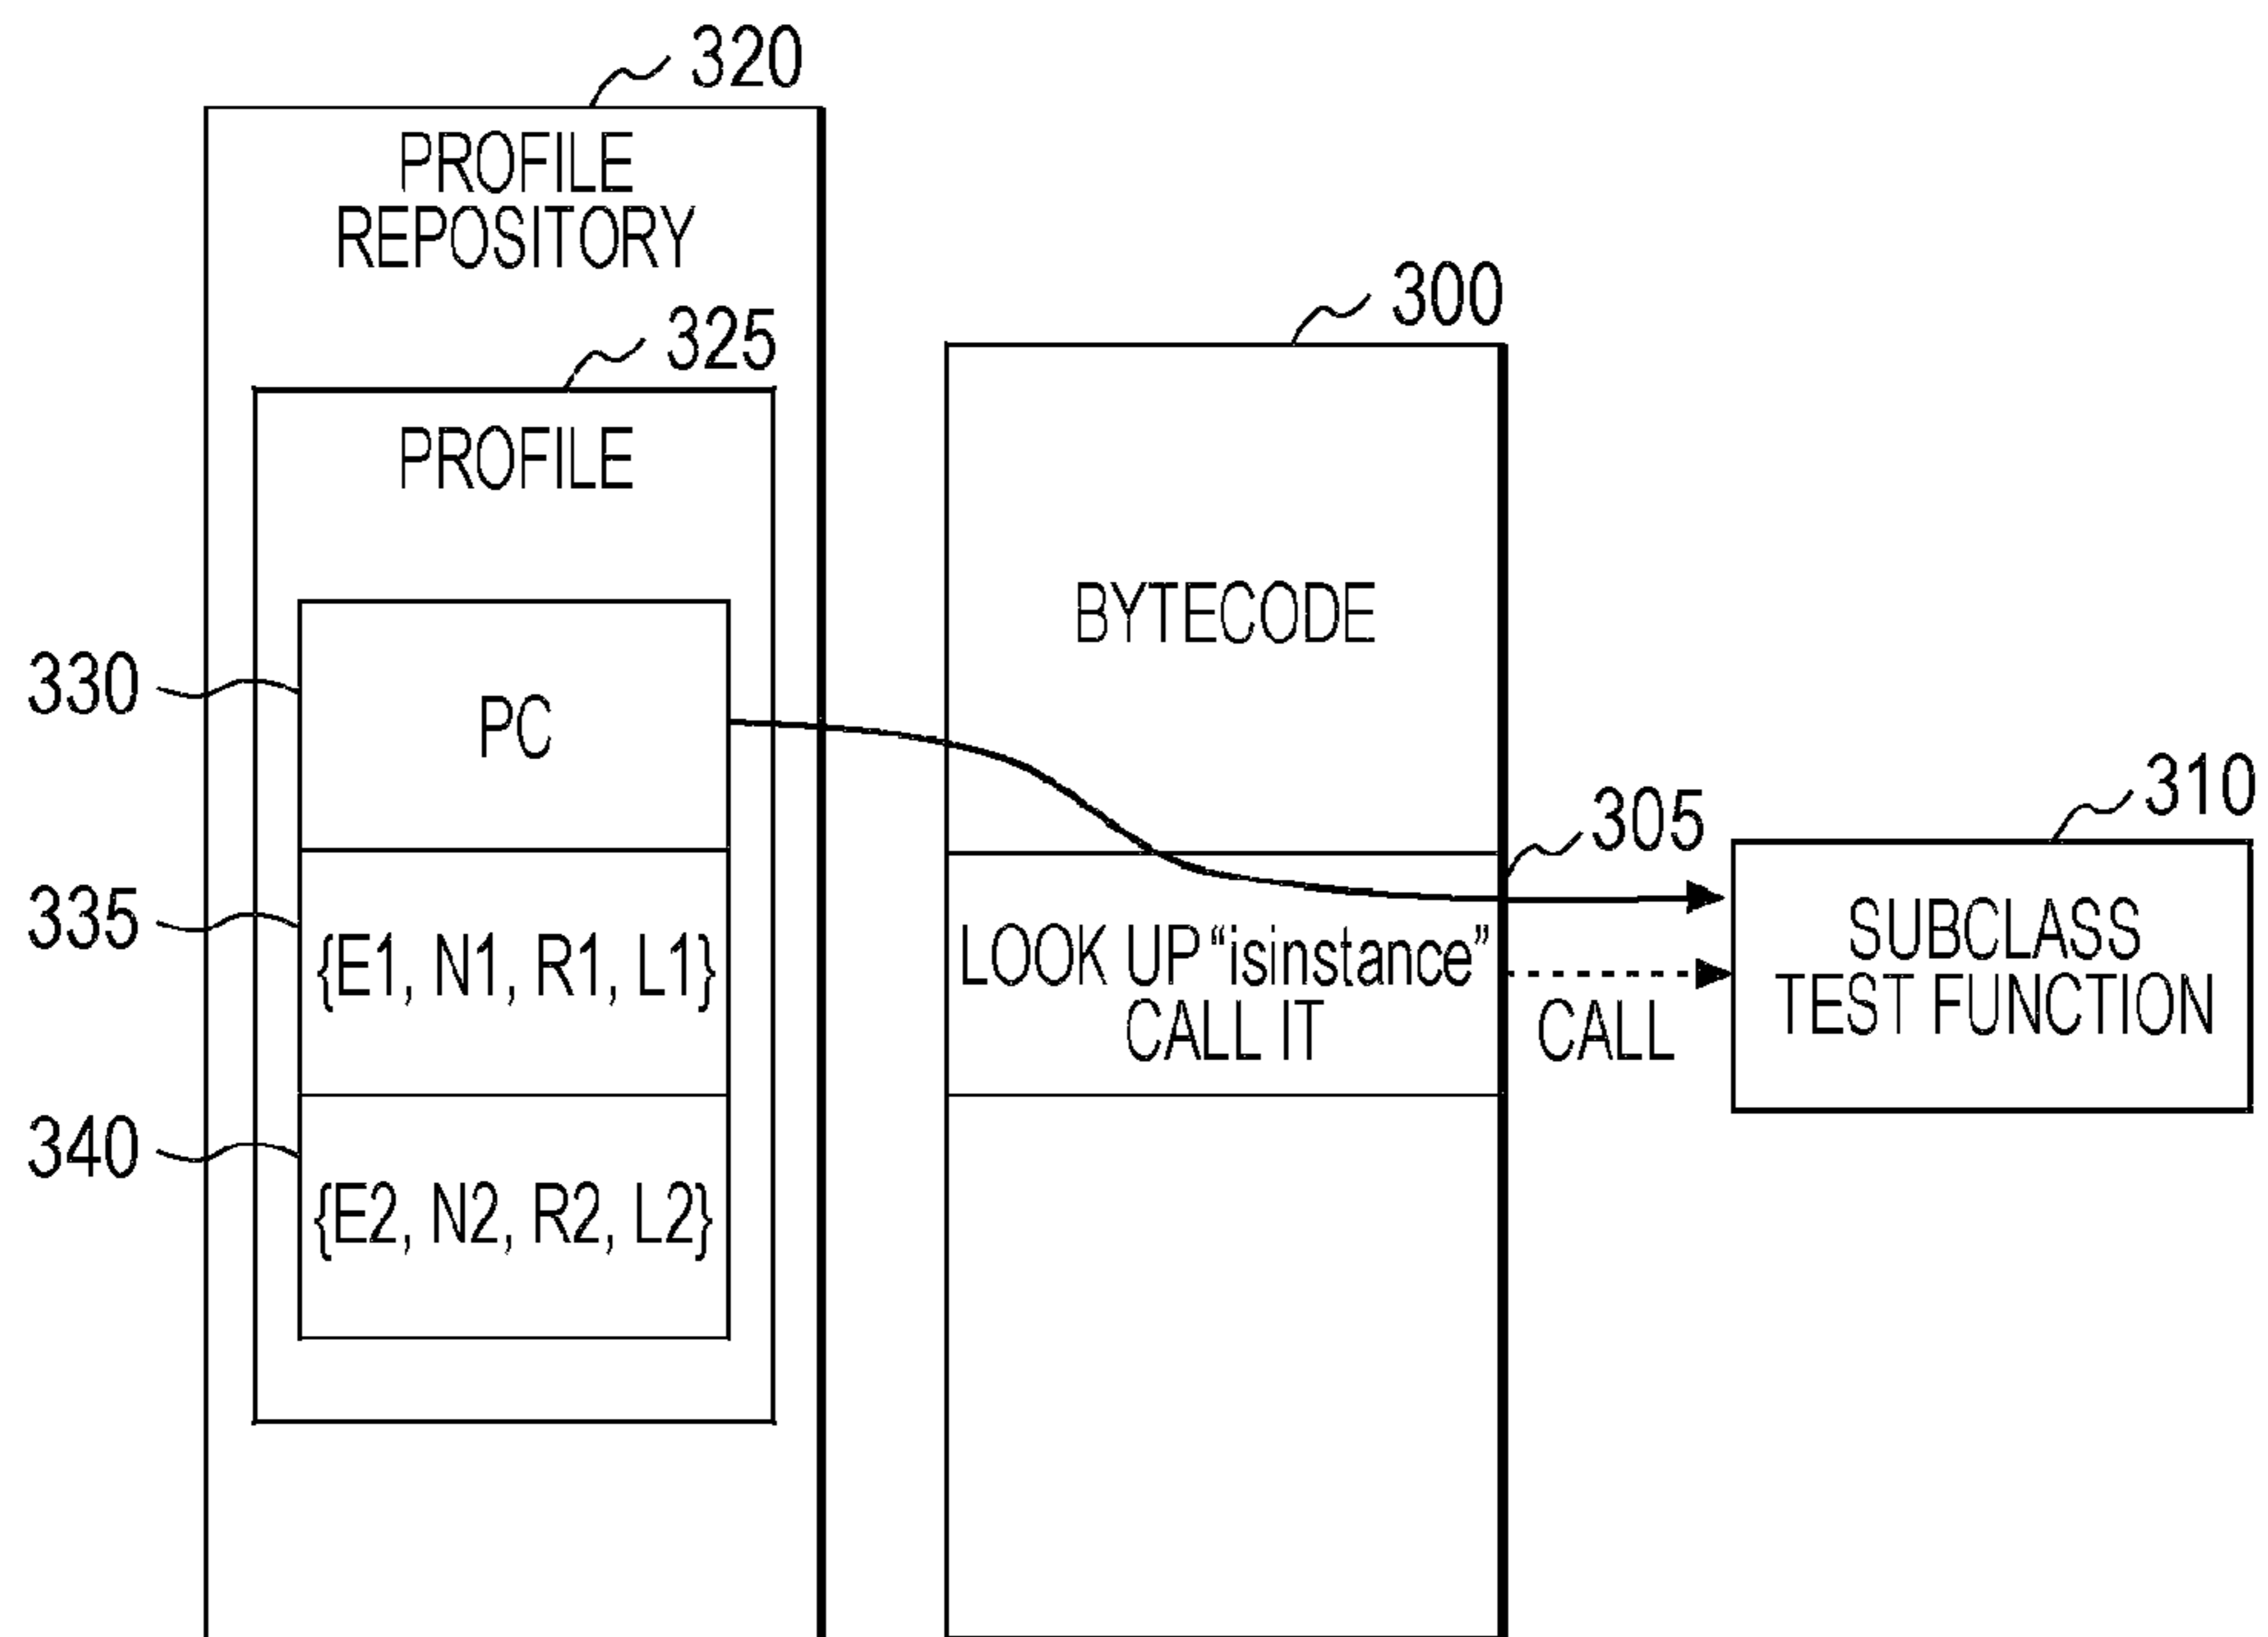 320
PROFILE
REPOSITORY
325
PROFILE
330
PC
335
{E1, N1, R1, L1}
340
{E2, N2, R2, L2}
300
BYTECODE
305
LOOK UP “isinstance”
CALL IT
CALL
310
SUBCLASS
TEST FUNCTION